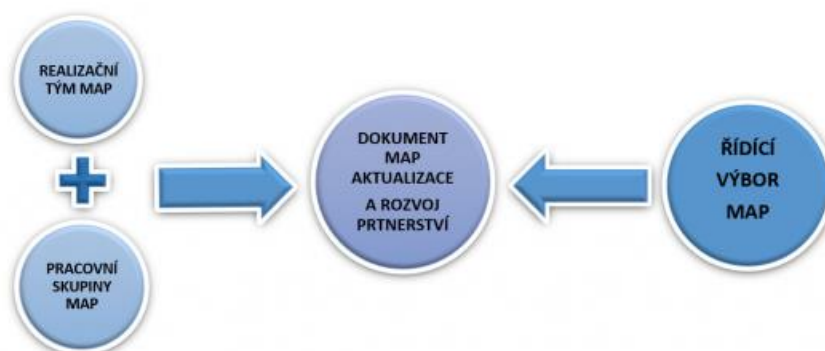 REALIZAČNÍ
TÝM MAP
PRACOVNÍ
SKUPINY
MAP
DOKUMENT
MAP
AKTUALIZACE
A ROZVOJ
PRTNERSTVÍ
ŘÍDÍCÍ
VÝBOR
MAP